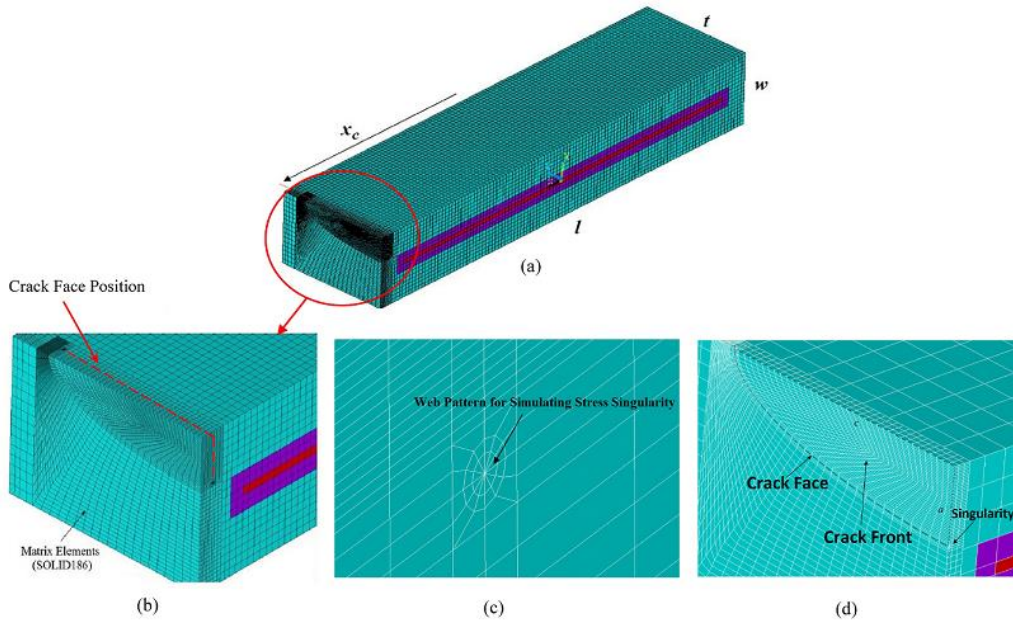 t
w
x_c
l
(a)
Crack Face Position
Matrix Elements
(SOLID186)
(b)
Web Pattern for Simulating Stress Singularity
(c)
c
Crack Face
a
Singularity
Crack Front
(d)